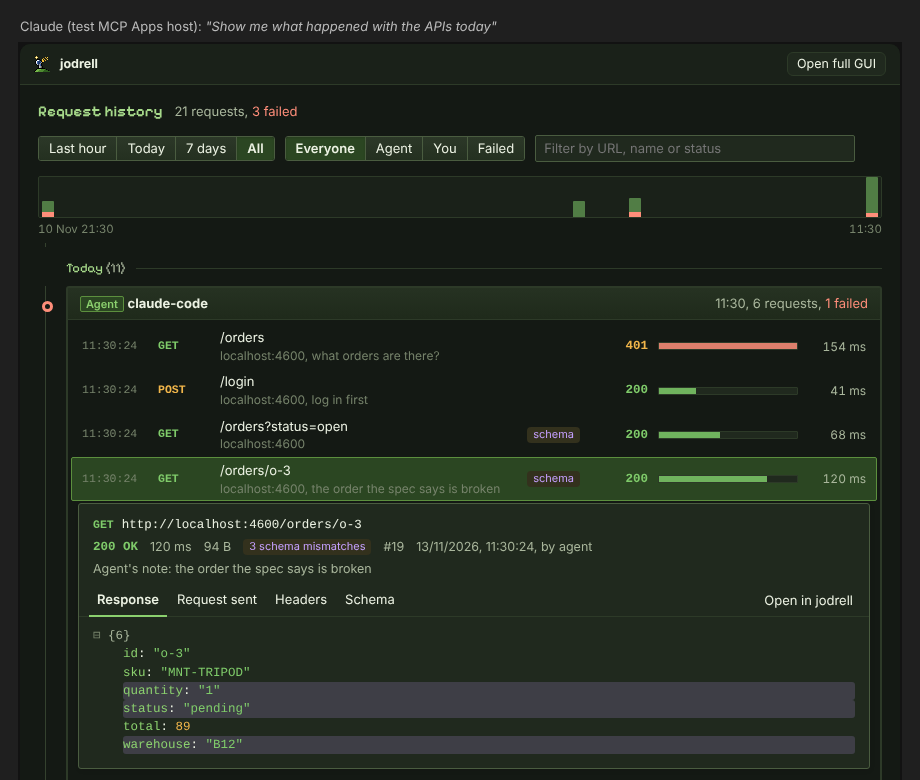 Claude (test MCP Apps host): "Show me what happened with the APIs today"
jodrell
Open full GUI
Request history 21 requests, 3 failed
Last hour Today 7 days All Everyone Agent You Failed Filter by URL, name or status
10 Nov 21:30 11:30
Today (11)
Agent claude-code 11:30, 6 requests, 1 failed
11:30:24 GET /orders 401 154 ms
localhost:4600, what orders are there?
11:30:24 POST /login 200 41 ms
localhost:4600, log in first
11:30:24 GET /orders?status=open schema 200 68 ms
localhost:4600
11:30:24 GET /orders/o-3 schema 200 120 ms
localhost:4600, the order the spec says is broken
GET http://localhost:4600/orders/o-3
200 OK 120 ms 94 B 3 schema mismatches #19 13/11/2026, 11:30:24, by agent
Agent's note: the order the spec says is broken
Response Request sent Headers Schema Open in jodrell
{6}
id: "o-3"
sku: "MNT-TRIPOD"
quantity: "1"
status: "pending"
total: 89
warehouse: "B12"